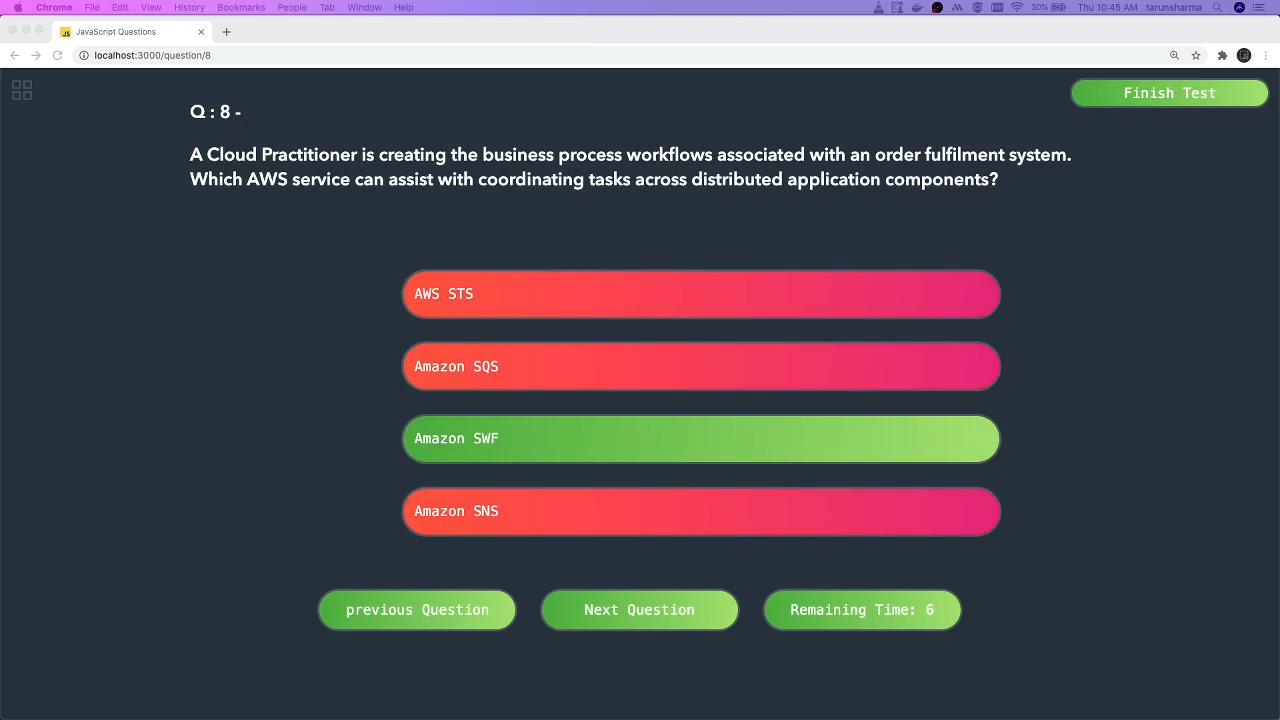 Chrome File Edit View History Bookmarks People Tab Window Help 30% Thu 10:45 AM tarunsharma
JS JavaScript Questions
localhost:3000/question/8
Finish Test
Q : 8 -
A Cloud Practitioner is creating the business process workflows associated with an order fulfilment system.
Which AWS service can assist with coordinating tasks across distributed application components?
AWS STS
Amazon SQS
Amazon SWF
Amazon SNS
previous Question Next Question Remaining Time: 6